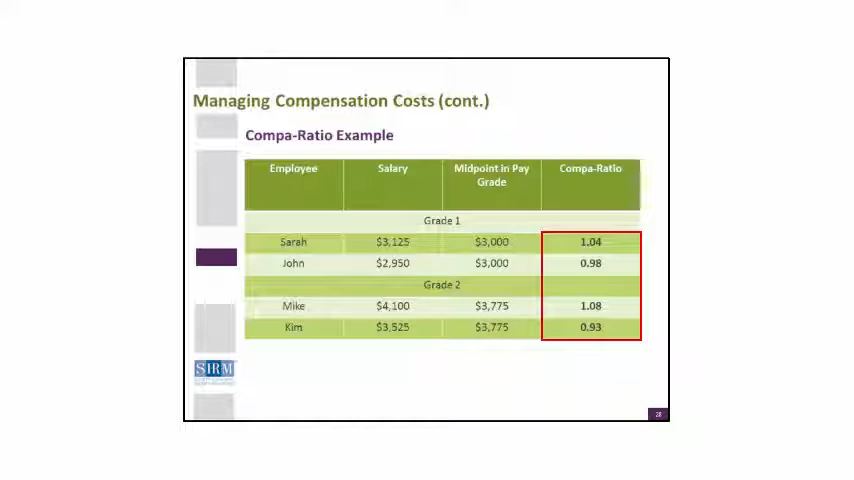 Managing Compensation Costs (cont.)
Compa-Ratio Example
Employee Salary Midpoint in Pay Grade Compa-Ratio
Grade 1
Sarah $3,125 $3,000 1.04
John $2,950 $3,000 0.98
Grade 2
Mike $4,100 $3,775 1.08
Kim $3,525 $3,775 0.93
28